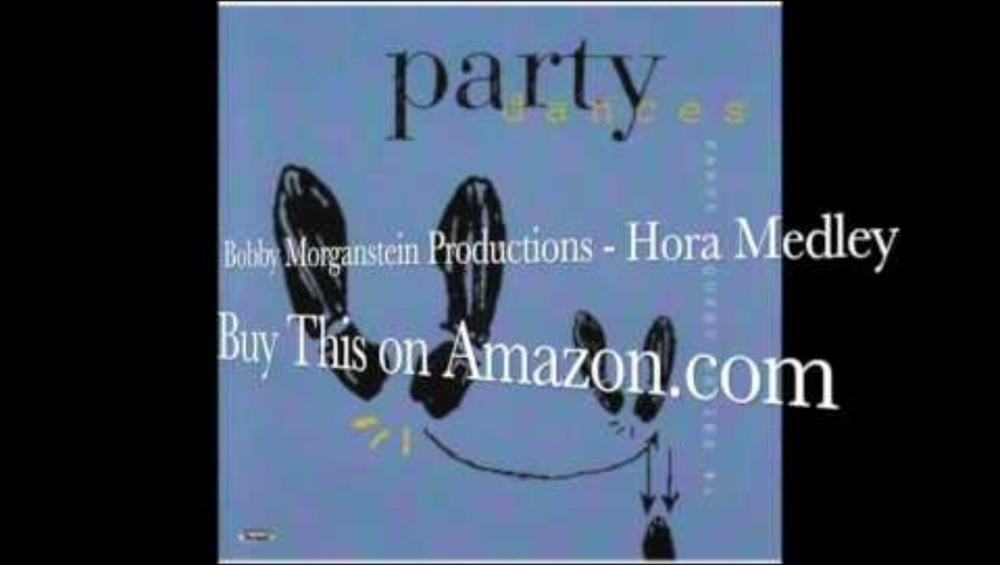 party
dances
Bobby Morganstein Productions - Hora Medley
Buy This on Amazon.com